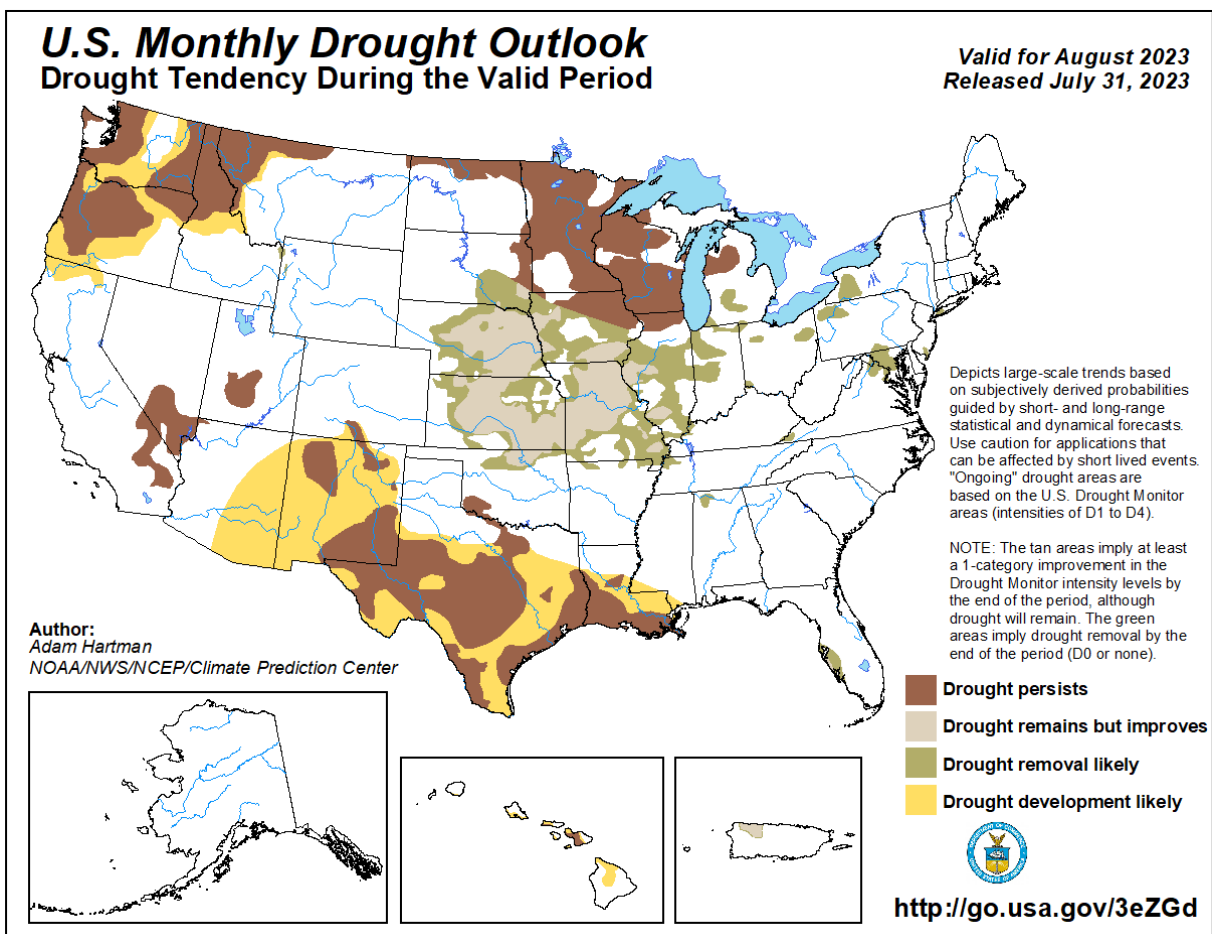 U.S. Monthly Drought Outlook
Drought Tendency During the Valid Period
Valid for August 2023
Released July 31, 2023
Depicts large-scale trends based
on subjectively derived probabilities
guided by short- and long-range
statistical and dynamical forecasts.
Use caution for applications that
can be affected by short lived events.
"Ongoing" drought areas are
based on the U.S. Drought Monitor
areas (intensities of D1 to D4).
NOTE: The tan areas imply at least
a 1-category improvement in the
Drought Monitor intensity levels by
the end of the period, although
drought will remain. The green
areas imply drought removal by the
end of the period (D0 or none).
Author:
Adam Hartman
NOAA/NWS/NCEP/Climate Prediction Center
Drought persists
Drought remains but improves
Drought removal likely
Drought development likely
http://go.usa.gov/3eZGd